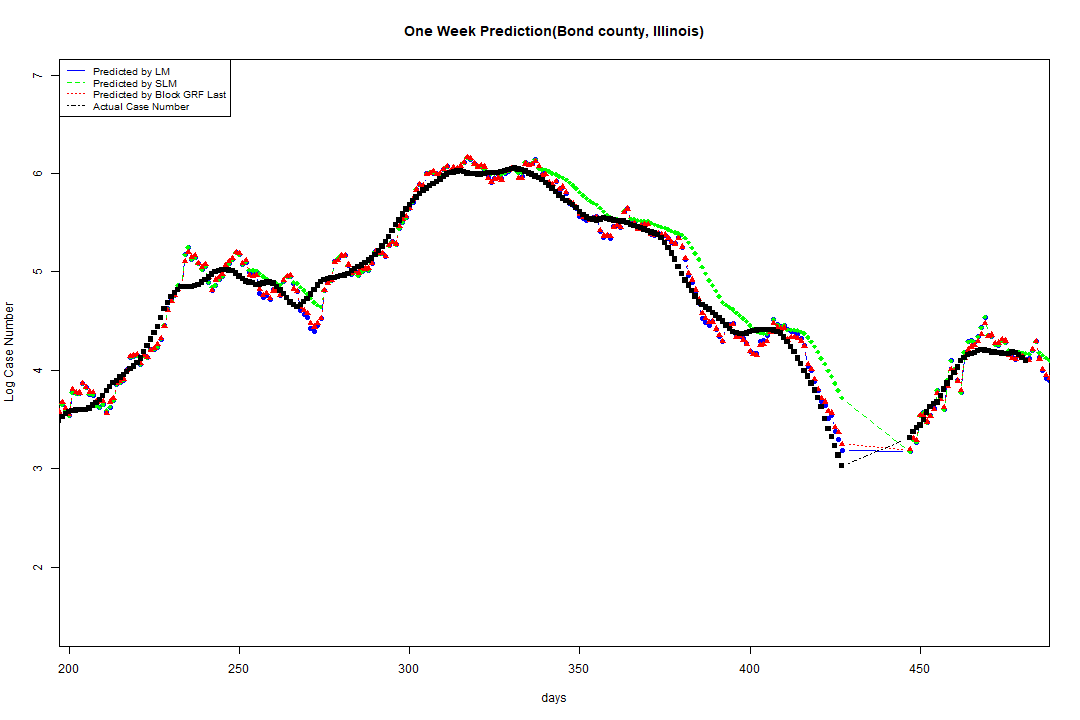 One Week Prediction(Bond county, Illinois)
Predicted by LM
Predicted by SLM
Predicted by Block GRF Last
Actual Case Number
7
6
5
4
3
2
Log Case Number
200 250 300 350 400 450
days